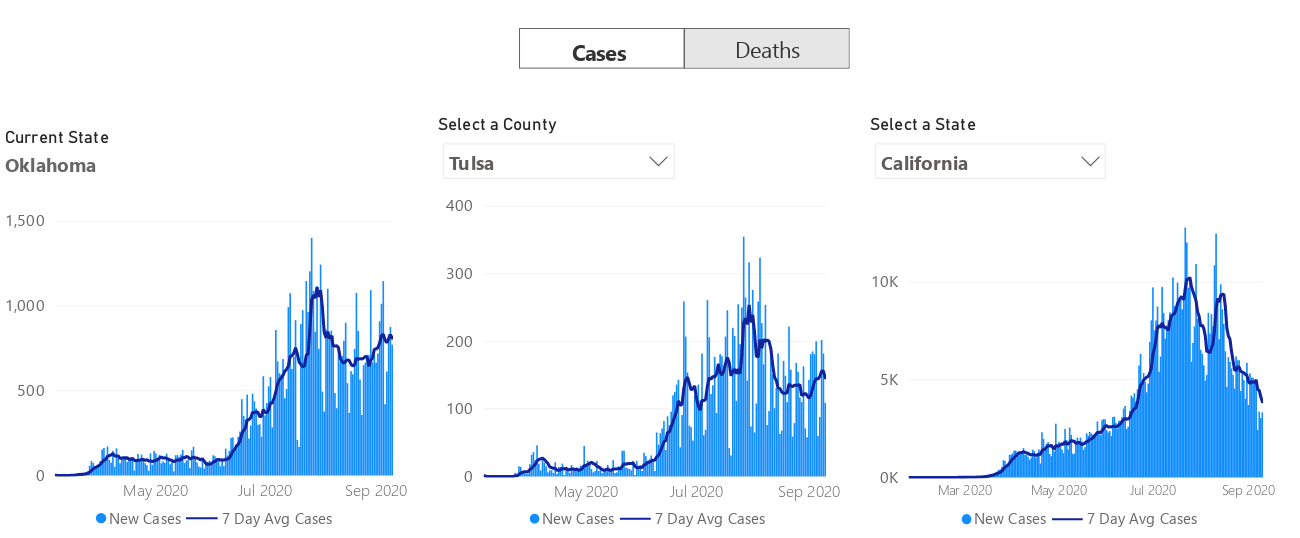 Cases Deaths
Current State
Oklahoma
1,500
1,000
500
0
May 2020 Jul 2020 Sep 2020
New Cases 7 Day Avg Cases
Select a County
Tulsa
400
300
200
100
0
May 2020 Jul 2020 Sep 2020
New Cases 7 Day Avg Cases
Select a State
California
10K
5K
0K
Mar 2020 May 2020 Jul 2020 Sep 2020
New Cases 7 Day Avg Cases